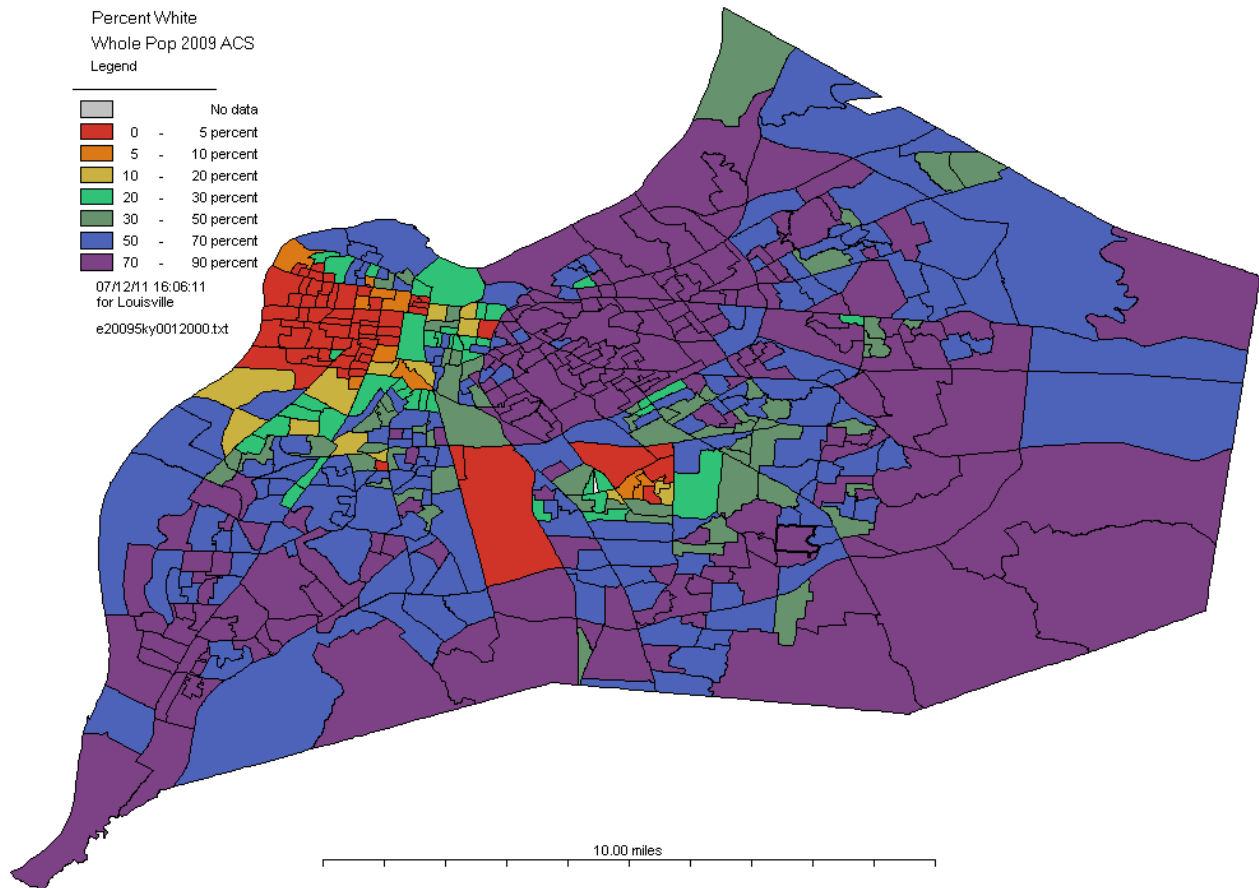 Percent White
Whole Pop 2009 ACS
Legend
No data
0 - 5 percent
5 - 10 percent
10 - 20 percent
20 - 30 percent
30 - 50 percent
50 - 70 percent
70 - 90 percent
07/12/11 16:06:11
for Louisville
e20095ky0012000.txt
10.00 miles